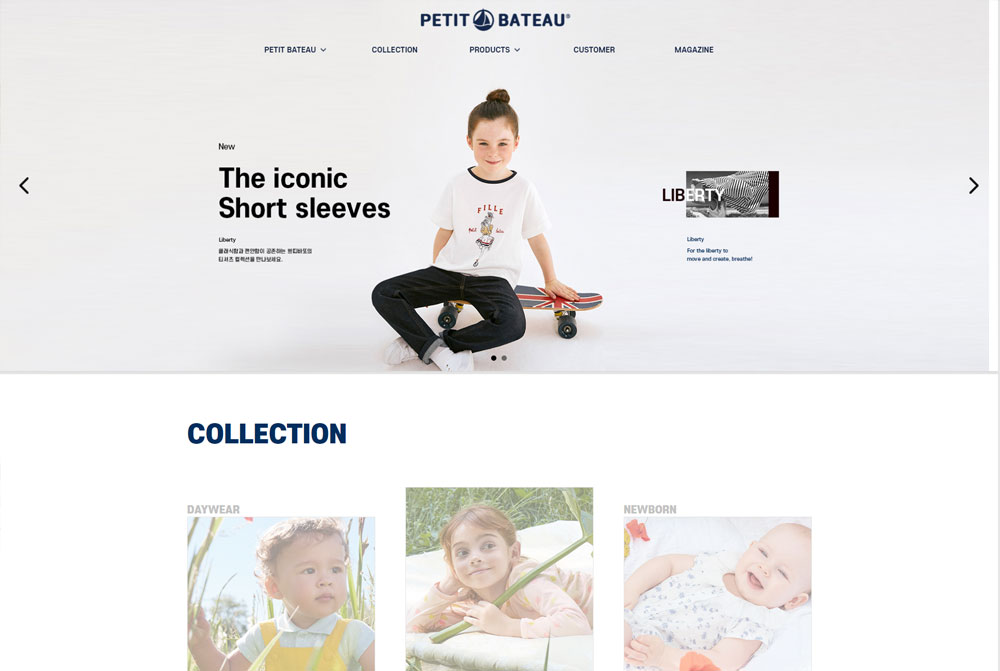 PETIT BATEAU®
PETIT BATEAU
COLLECTION
PRODUCTS
CUSTOMER
MAGAZINE
New
The iconic
Short sleeves
Liberty
클래식함과 편안함이 공존하는 쁘띠바또의
티셔츠 컬렉션을 만나보세요.
FILLE
LIBERTY
Liberty
For the liberty to
move and create, breathe!
COLLECTION
DAYWEAR
NEWBORN